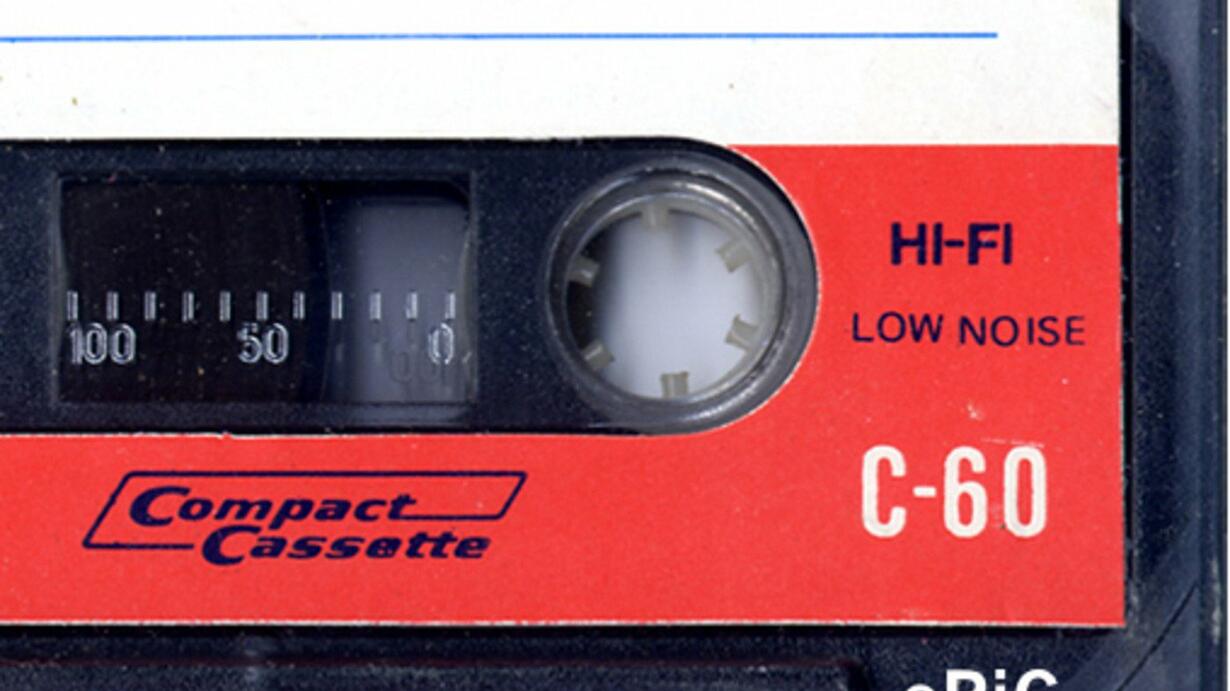 HI-FI
LOW NOISE
100 50 0
C-60
Compact
Cassette